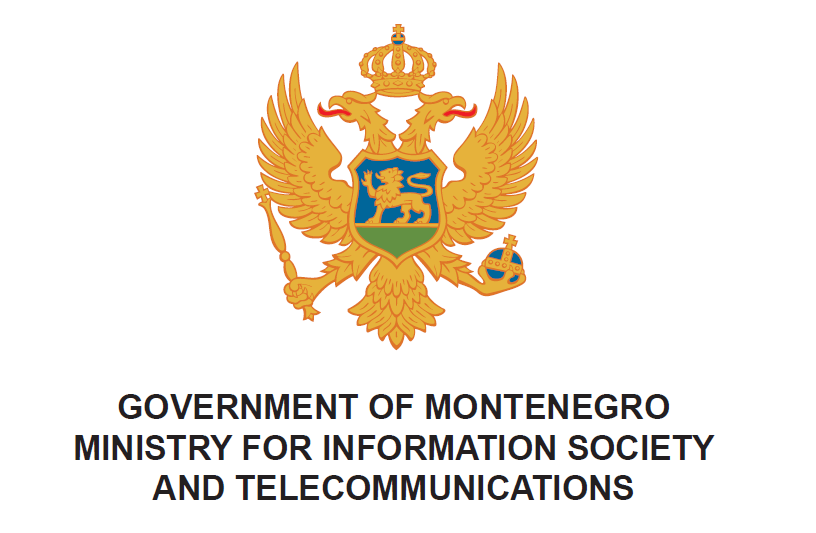 GOVERNMENT OF MONTENEGRO
MINISTRY FOR INFORMATION SOCIETY
AND TELECOMMUNICATIONS